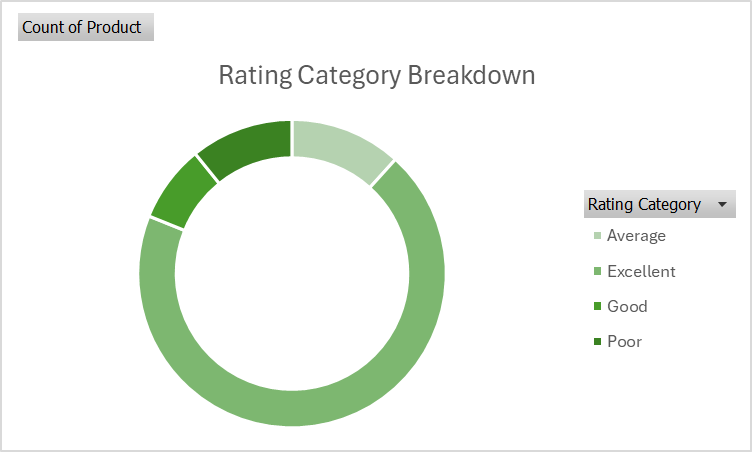 Count of Product
Rating Category Breakdown
Rating Category
Average
Excellent
Good
Poor